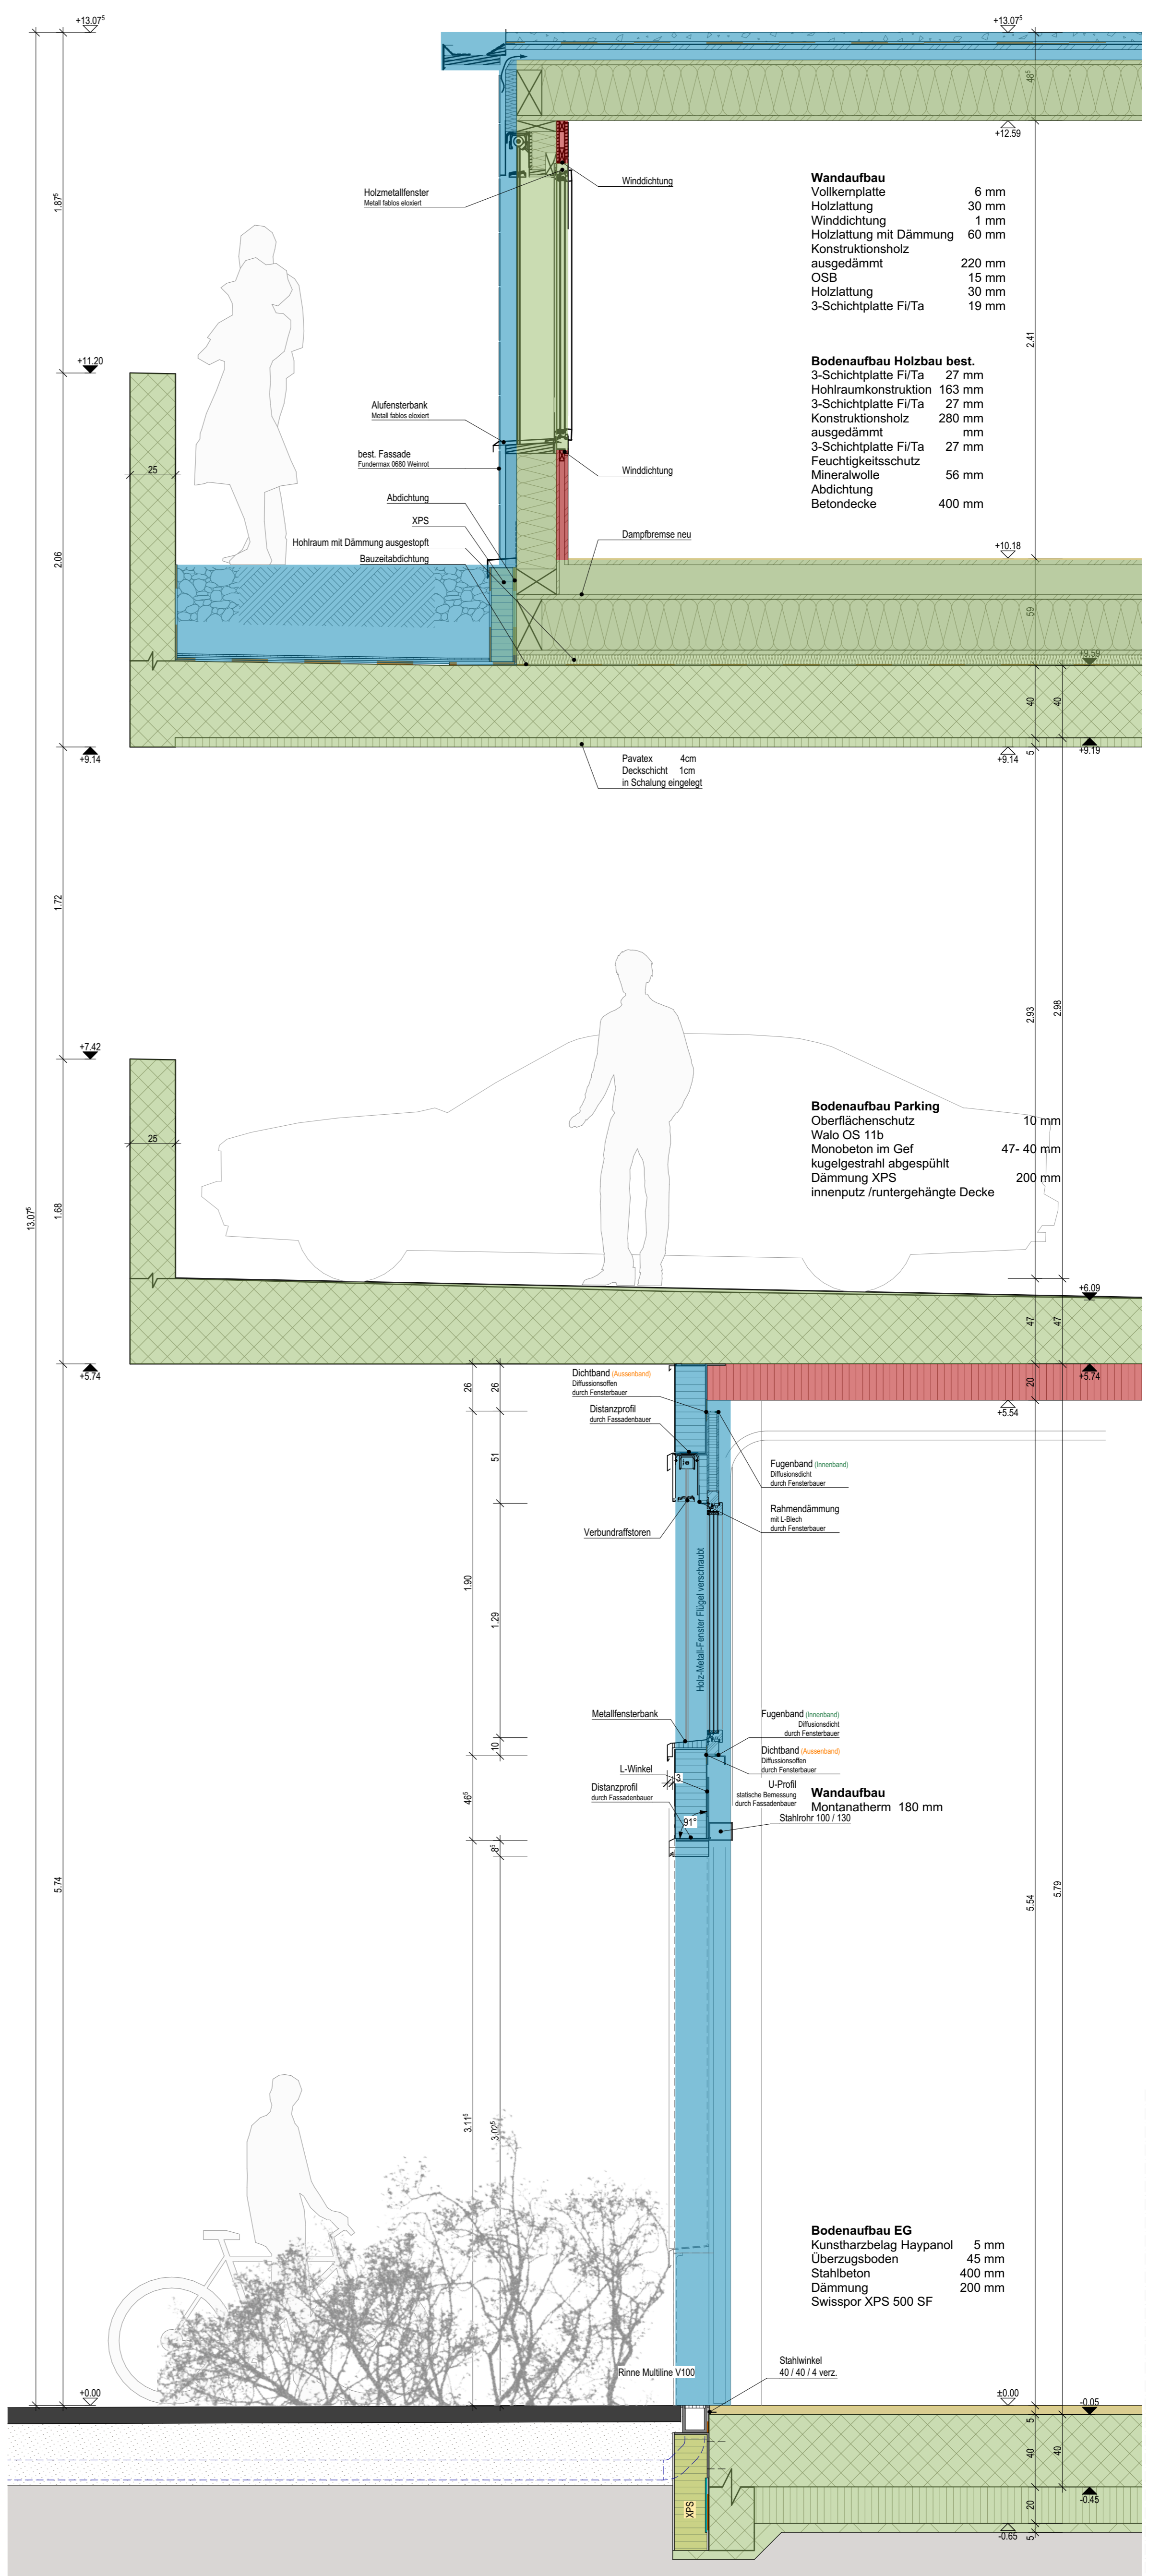 +13.07⁵
+13.07⁵
48⁵
+12.59
Winddichtung
Holzmetallfenster
Metall fablos eloxiert
1.87⁵
Wandaufbau
Vollkernplatte 6 mm
Holzlattung 30 mm
Winddichtung 1 mm
Holzlattung mit Dämmung 60 mm
Konstruktionsholz
ausgedämmt 220 mm
OSB 15 mm
Holzlattung 30 mm
3-Schichtplatte Fi/Ta 19 mm
2.41
+11.20
Bodenaufbau Holzbau best.
3-Schichtplatte Fi/Ta 27 mm
Hohlraumkonstruktion 163 mm
3-Schichtplatte Fi/Ta 27 mm
Konstruktionsholz 280 mm
ausgedämmt mm
3-Schichtplatte Fi/Ta 27 mm
Feuchtigkeitsschutz
Mineralwolle 56 mm
Abdichtung
Betondecke 400 mm
Alufensterbank
Metall fablos eloxiert
best. Fassade
Fundermax 0680 Weinrot
25
Winddichtung
Abdichtung
XPS
Hohlraum mit Dämmung ausgestopft
Bauzeitabdichtung
Dampfbremse neu
2.06
+10.18
59
+9.59
40
40
5
+9.14
+9.14
+9.19
Pavatex 4cm
Deckschicht 1cm
in Schalung eingelegt
1.72
2.93
2.98
+7.42
25
Bodenaufbau Parking
Oberflächenschutz 10 mm
Walo OS 11b
Monobeton im Gef 47- 40 mm
kugelgestrahl abgespühlt
Dämmung XPS 200 mm
innenputz /runtergehängte Decke
13.07⁵
1.68
+6.09
47
47
+5.74
+5.74
26
26
20
+5.54
Dichtband (Aussenband)
Diffussionsoffen
durch Fensterbauer
Distanzprofil
durch Fassadenbauer
51
Fugenband (Innenband)
Diffusionsdicht
durch Fensterbauer
Rahmendämmung
mit L-Blech
durch Fensterbauer
Verbundraffstoren
1.90
1.29
Holz-Metall-Fenster Flügel verschraubt
Metallfensterbank
Fugenband (Innenband)
Diffusionsdicht
durch Fensterbauer
10
Dichtband (Aussenband)
Diffussionsoffen
durch Fensterbauer
L-Winkel
3
Distanzprofil
durch Fassadenbauer
U-Profil
statische Bemessung
durch Fassadenbauer
Wandaufbau
Montanatherm 180 mm
Stahlrohr 100 / 130
91°
46⁵
8⁵
5.74
5.54
5.79
3.11⁵
3.02⁵
Bodenaufbau EG
Kunstharzbelag Haypanol 5 mm
Überzugsboden 45 mm
Stahlbeton 400 mm
Dämmung 200 mm
Swisspor XPS 500 SF
Rinne Multiline V100
Stahlwinkel
40 / 40 / 4 verz.
+0.00
±0.00
-0.05
5
40
40
-0.45
XPS
20
-0.65
5